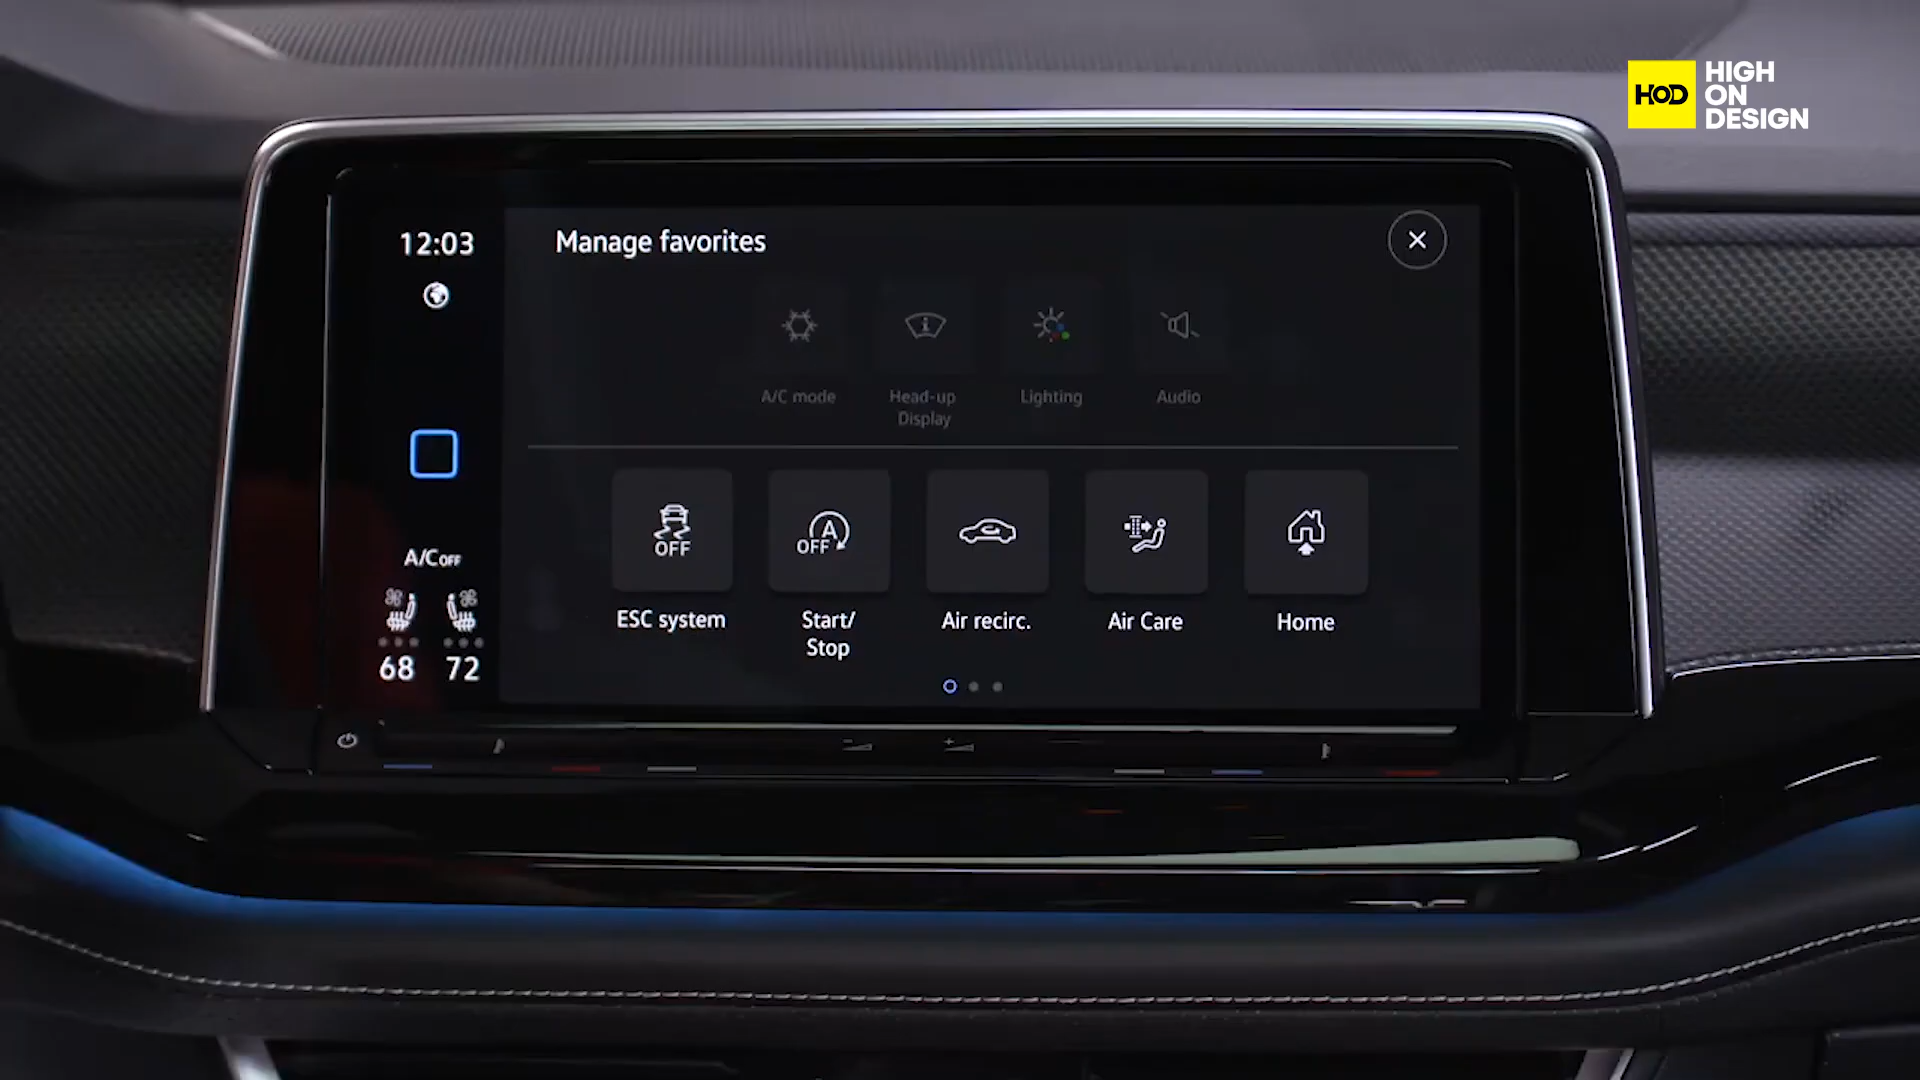 HOD
HIGH
ON
DESIGN
12:03
Manage favorites
A/C mode
Head-up
Display
Lighting
Audio
OFF
A
OFF
ESC system
Start/
Stop
Air recirc.
Air Care
Home
A/C OFF
68 72